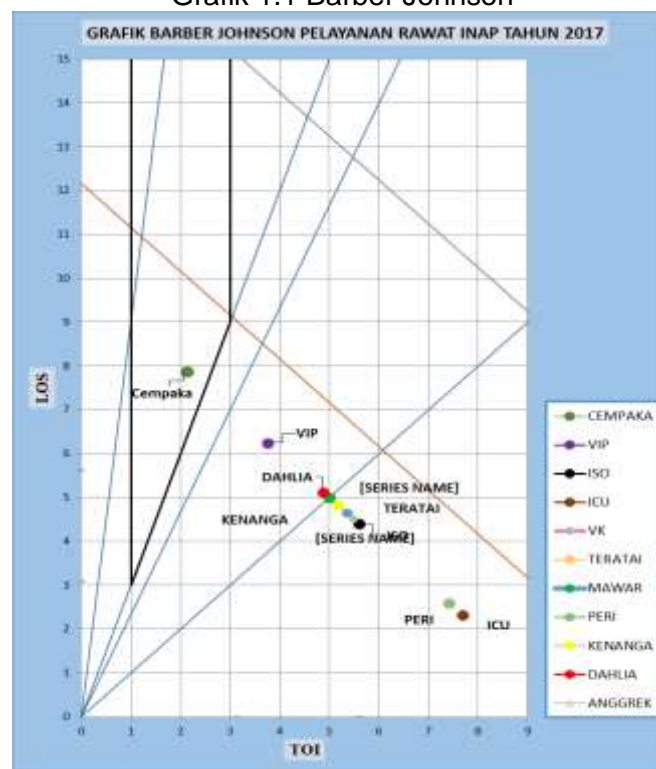 Grafik 1.1 Barber Johnson
GRAFIK BARBER JOHNSON PELAYANAN RAWAT INAP TAHUN 2017
15
14
13
12
11
10
9
8
7
6
5
4
3
2
1
0
LOS
Cempaka
VIP
DAHLIA
[SERIES NAME]
TERATAI
KENANGA
[SERIES NAME]
ISO
PERI
ICU
0 1 2 3 4 5 6 7 8 9
TOI
CEMPAKA
VIP
ISO
ICU
VK
TERATAI
MAWAR
PERI
KENANGA
DAHLIA
ANGGREK